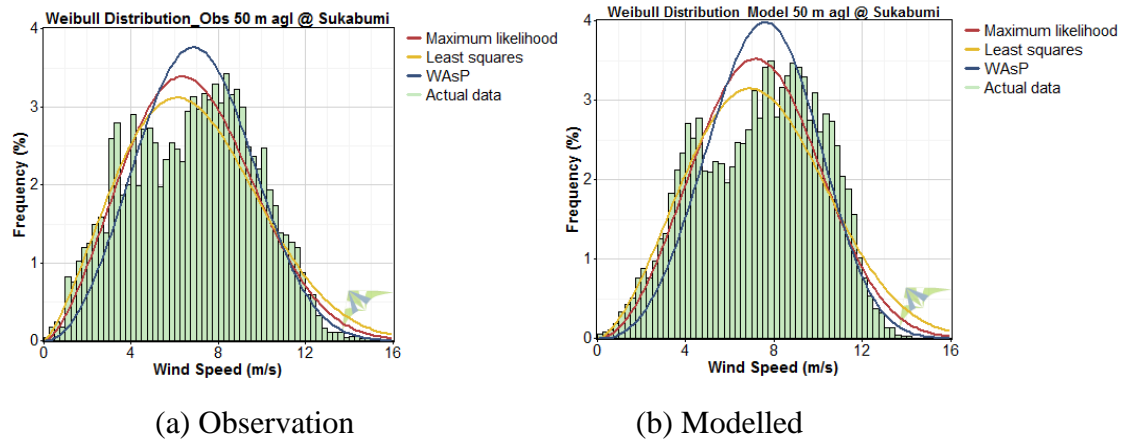 Weibull Distribution_Obs 50 m agl @ Sukabumi
4
3
2
1
0
Frequency (%)
0 4 8 12 16
Wind Speed (m/s)
Maximum likelihood
Least squares
WAsP
Actual data
(a) Observation
Weibull Distribution_Model 50 m agl @ Sukabumi
4
3
2
1
0
Frequency (%)
0 4 8 12 16
Wind Speed (m/s)
Maximum likelihood
Least squares
WAsP
Actual data
(b) Modelled